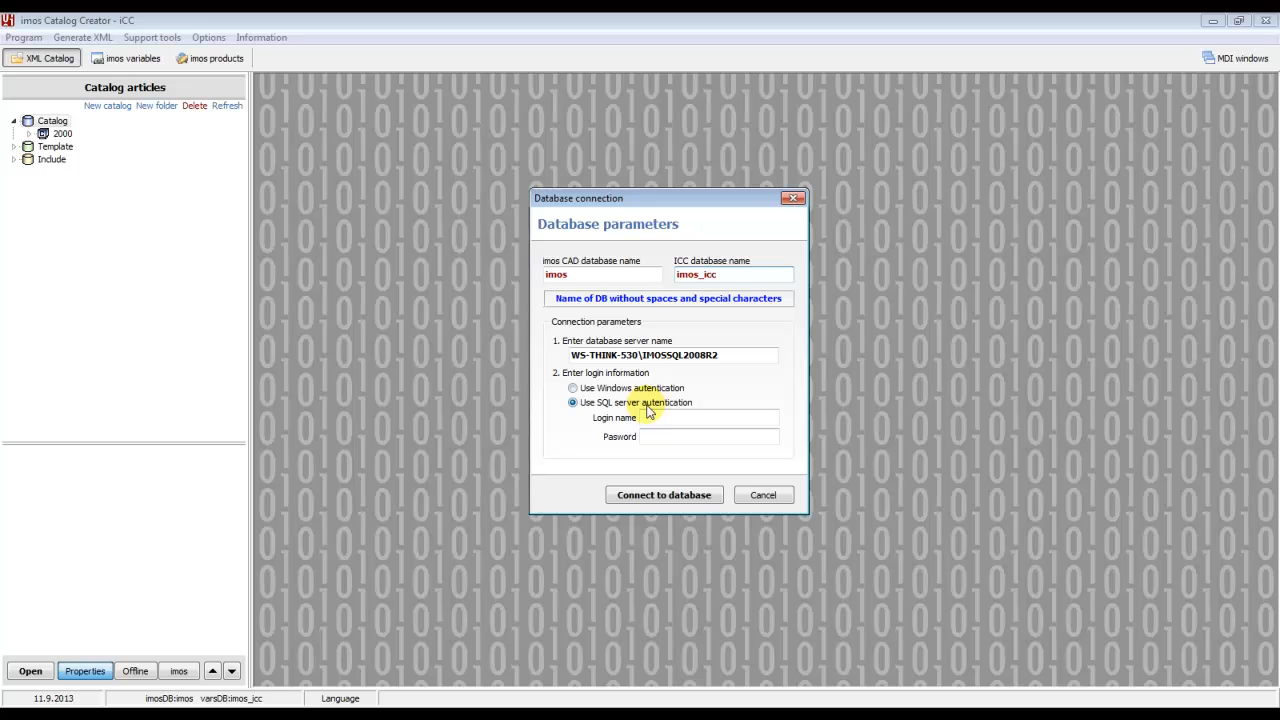 imos Catalog Creator - iCC
Program Generate XML Support tools Options Information
XML Catalog imos variables imos products MDI windows
Catalog articles
New catalog New folder Delete Refresh
Catalog
2000
Template
Include
Database connection
Database parameters
imos CAD database name ICC database name
imos imos_icc
Name of DB without spaces and special characters
Connection parameters
1. Enter database server name
WS-THINK-530\IMOSSQL2008R2
2. Enter login information
Use Windows autentication
Use SQL server autentication
Login name
Pasword
Connect to database Cancel
Open Properties Offline imos
11.9.2013 imosDB:imos varsDB:imos_icc Language